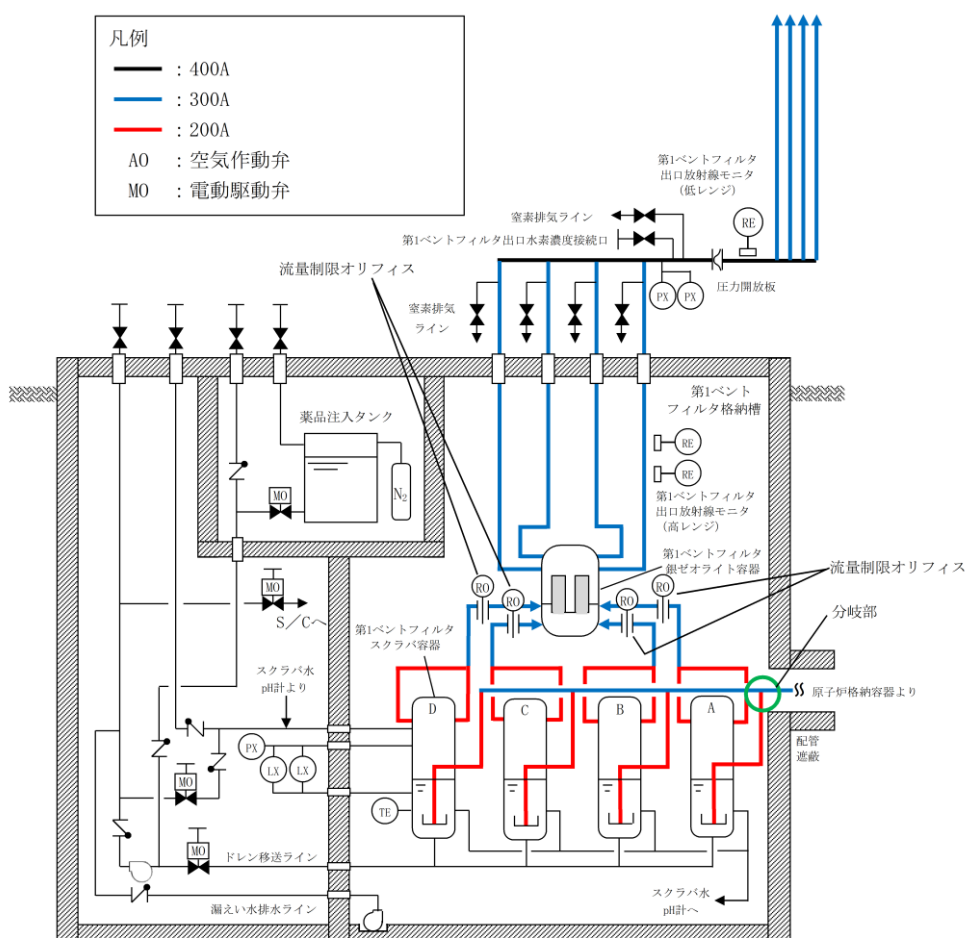 凡例
：400A
：300A
：200A
AO ：空気作動弁
MO ：電動駆動弁
第1ベントフィルタ
出口放射線モニタ
（低レンジ）
RE
窒素排気ライン
第1ベントフィルタ出口水素濃度接続口
流量制限オリフィス
PX
PX
圧力開放板
窒素排気
ライン
第1ベント
フィルタ格納槽
薬品注入タンク
RE
RE
MO
N2
第1ベントフィルタ
出口放射線モニタ
（高レンジ）
第1ベントフィルタ
銀ゼオライト容器
流量制限オリフィス
RO
RO
RO
RO
MO
S／Cへ
分岐部
第1ベントフィルタ
スクラバ容器
スクラバ水
pH計より
原子炉格納容器より
D
C
B
A
配管
遮蔽
PX
LX
LX
MO
TE
MO
ドレン移送ライン
スクラバ水
pH計へ
漏えい水排水ライン